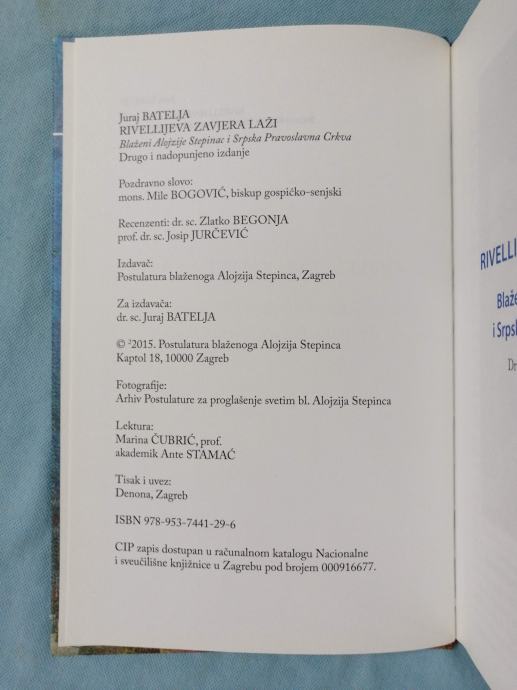 Juraj BATELJA
RIVELLIJEVA ZAVJERA LAŽI
Blaženi Alojzije Stepinac i Srpska Pravoslavna Crkva
Drugo i nadopunjeno izdanje
Pozdravno slovo:
mons. Mile BOGOVIĆ, biskup gospićko-senjski
Recenzenti: dr. sc. Zlatko BEGONJA
prof. dr. sc. Josip JURČEVIĆ
Izdavač:
Postulatura blaženoga Alojzija Stepinca, Zagreb
Za izdavača:
dr. sc. Juraj BATELJA
© ²2015. Postulatura blaženoga Alojzija Stepinca
Kaptol 18, 10000 Zagreb
Fotografije:
Arhiv Postulature za proglašenje svetim bl. Alojzija Stepinca
Lektura:
Marina ČUBRIĆ, prof.
akademik Ante STAMAĆ
Tisak i uvez:
Denona, Zagreb
ISBN 978-953-7441-29-6
CIP zapis dostupan u računalnom katalogu Nacionalne
i sveučilišne knjižnice u Zagrebu pod brojem 000916677.
RIVELLI
Blaže
i Srps
Dr